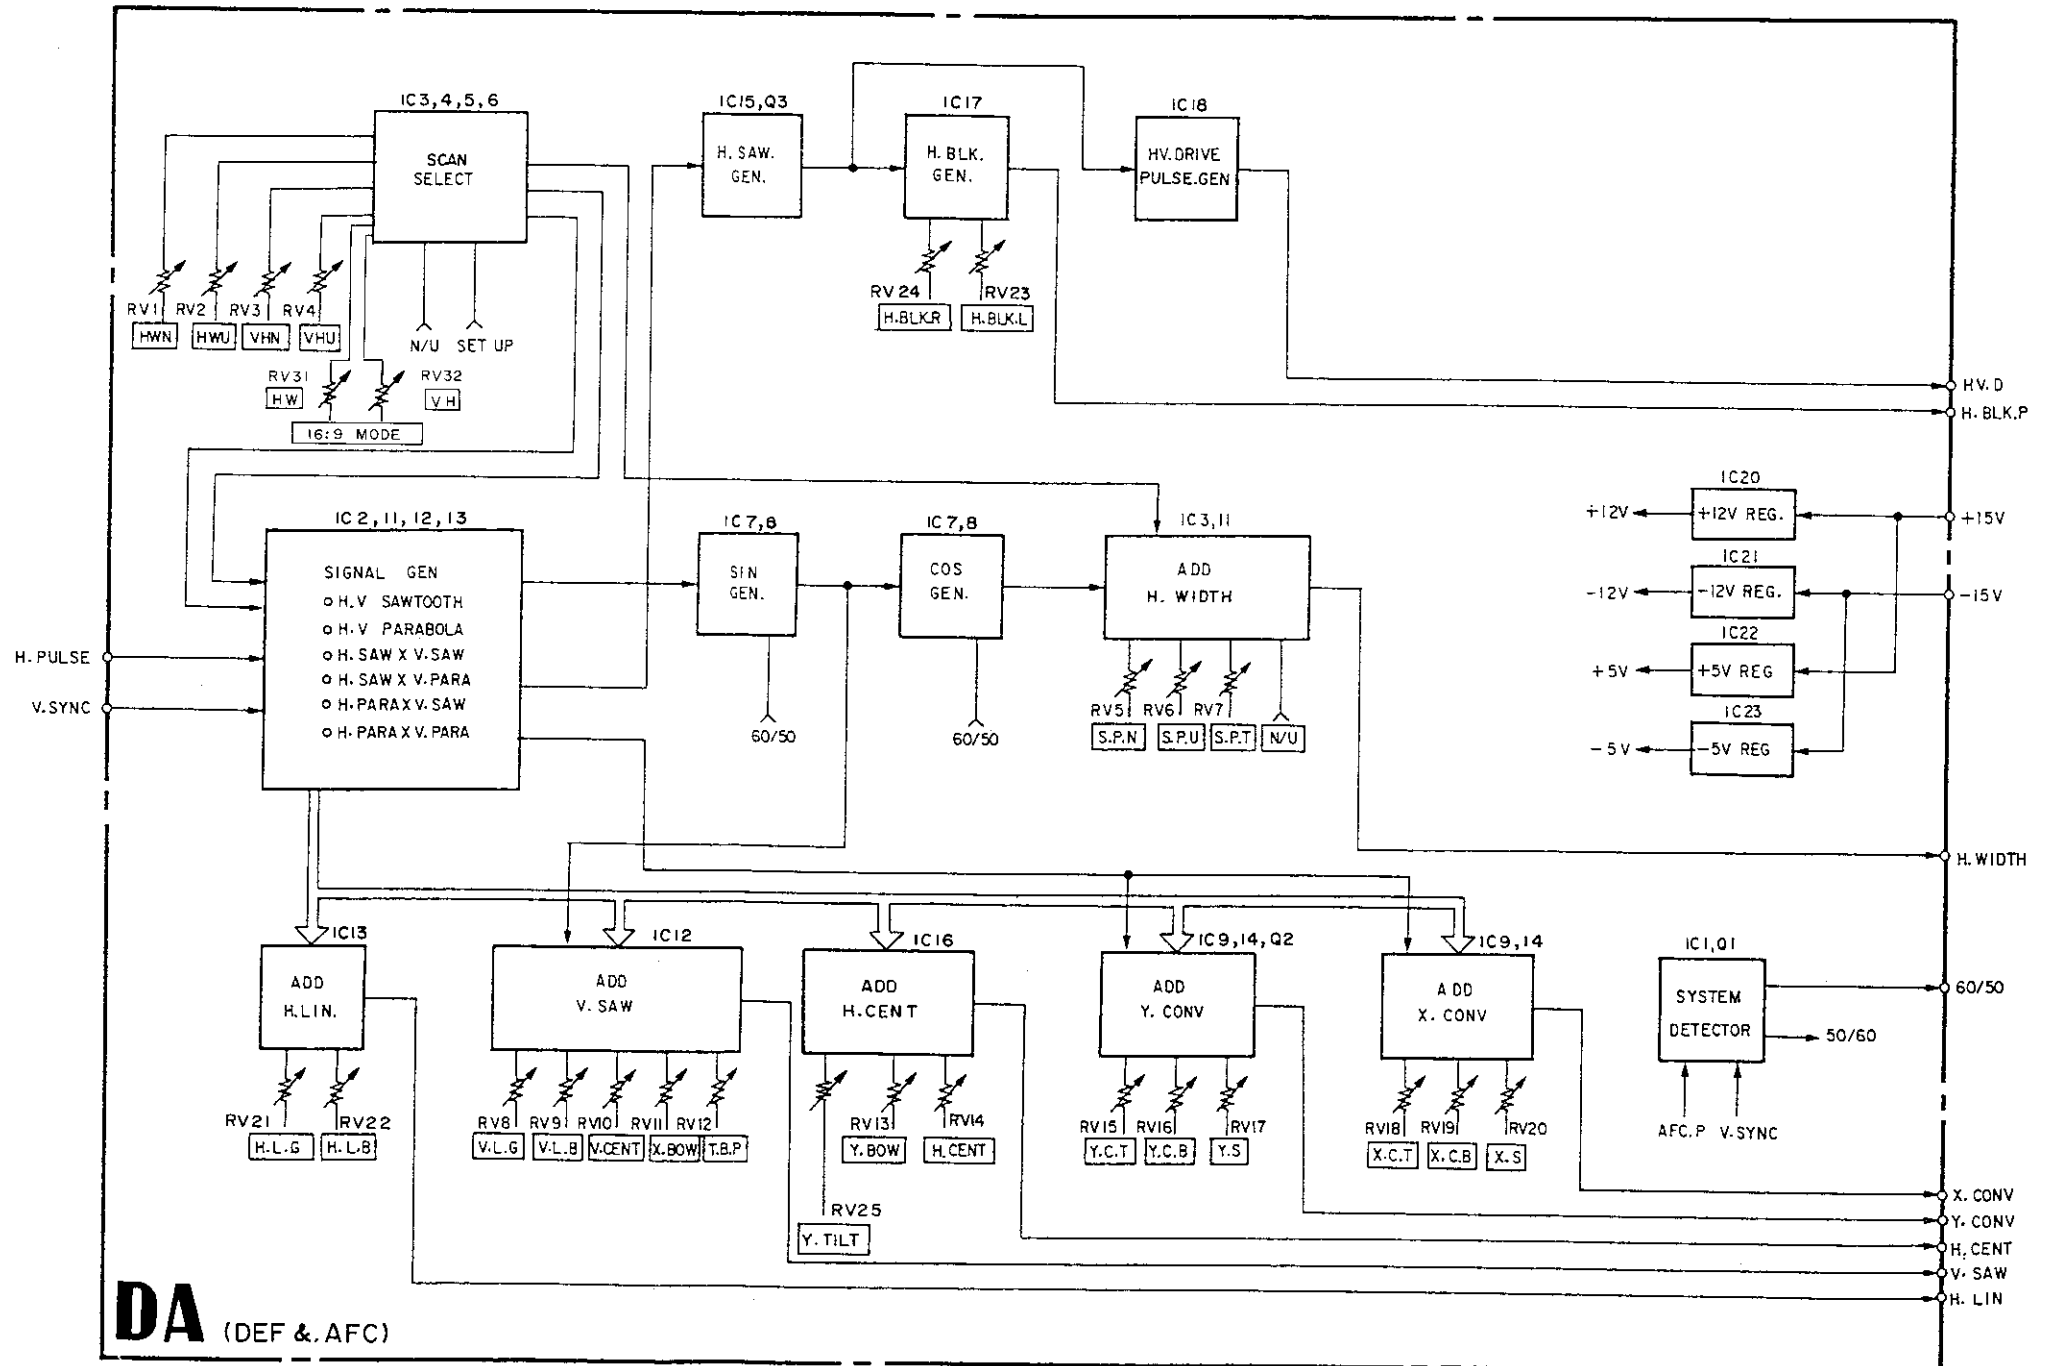 IC3,4,5,6
SCAN
SELECT
IC15,Q3
H. SAW.
GEN.
IC17
H. BLK.
GEN.
IC18
HV.DRIVE
PULSE.GEN
RV1
RV2
RV3
RV4
HWN
HWU
VHN
VHU
N/U
SET UP
RV31
HW
RV32
VH
16:9 MODE
RV24
RV23
H.BLK.R
H.BLK.L
HV.D
H. BLK.P
IC2,11,12,13
SIGNAL GEN
H.V SAWTOOTH
H.V PARABOLA
H. SAW X V.SAW
H. SAW X V.PARA
H. PARA X V.SAW
H. PARA X V. PARA
H. PULSE
V.SYNC
IC7,8
SIN
GEN.
60/50
IC7,8
COS
GEN.
60/50
IC3,11
ADD
H. WIDTH
RV5
RV6
RV7
S.P.N
S.P.U
S.P.T
N/U
IC20
+12V
+12V REG.
+15V
IC21
-12V
-12V REG.
-15V
IC22
+5V
+5V REG
IC23
-5V
-5V REG
H. WIDTH
IC13
ADD
H.LIN.
RV21
RV22
H.L.G
H.L.B
IC12
ADD
V. SAW
RV8
RV9
RV10
RV11
RV12
V.L.G
V.L.B
V.CENT
X.BOW
T.B.P
IC16
ADD
H.CENT
RV13
RV14
Y.BOW
H.CENT
RV25
Y. TILT
IC9,14,Q2
ADD
Y. CONV
RV15
RV16
RV17
Y.C.T
Y.C.B
Y.S
IC9,14
ADD
X. CONV
RV18
RV19
RV20
X.C.T
X.C.B
X.S
IC1,Q1
SYSTEM
DETECTOR
60/50
50/60
AFC.P
V.SYNC
X. CONV
Y. CONV
H. CENT
V. SAW
H. LIN
DA (DEF &. AFC)